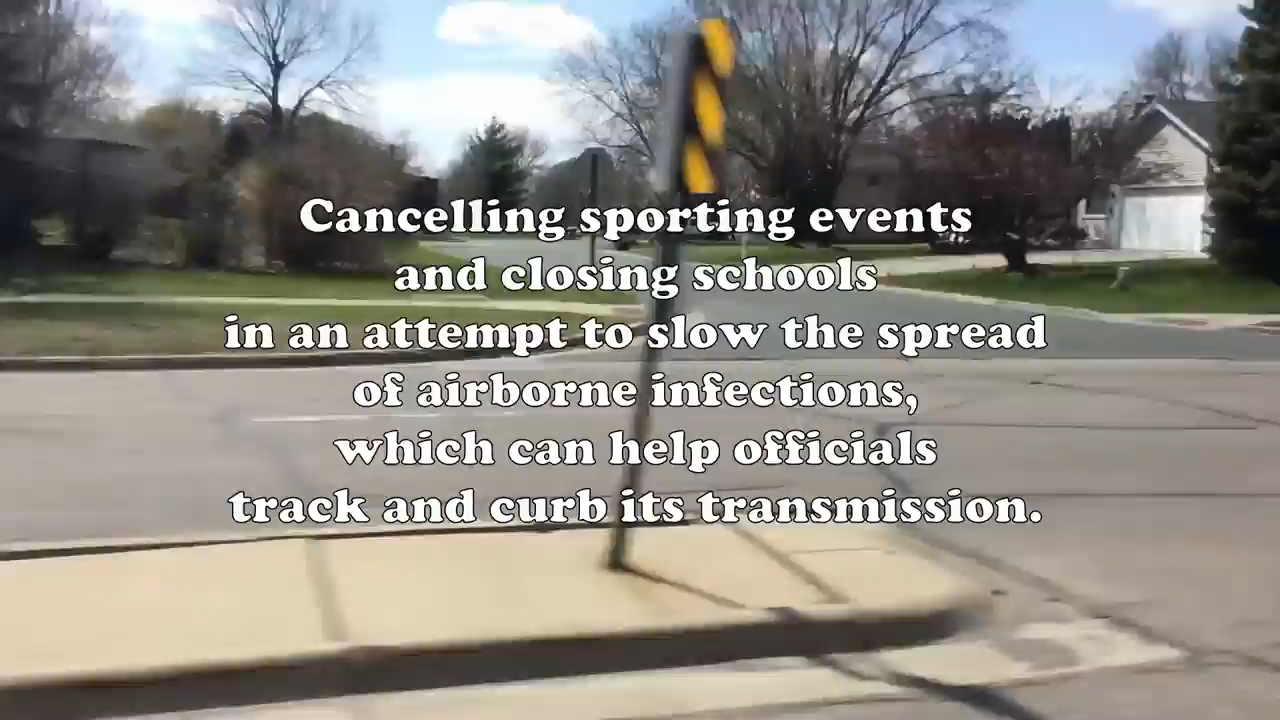 Cancelling sporting events
and closing schools
in an attempt to slow the spread
of airborne infections,
which can help officials
track and curb its transmission.